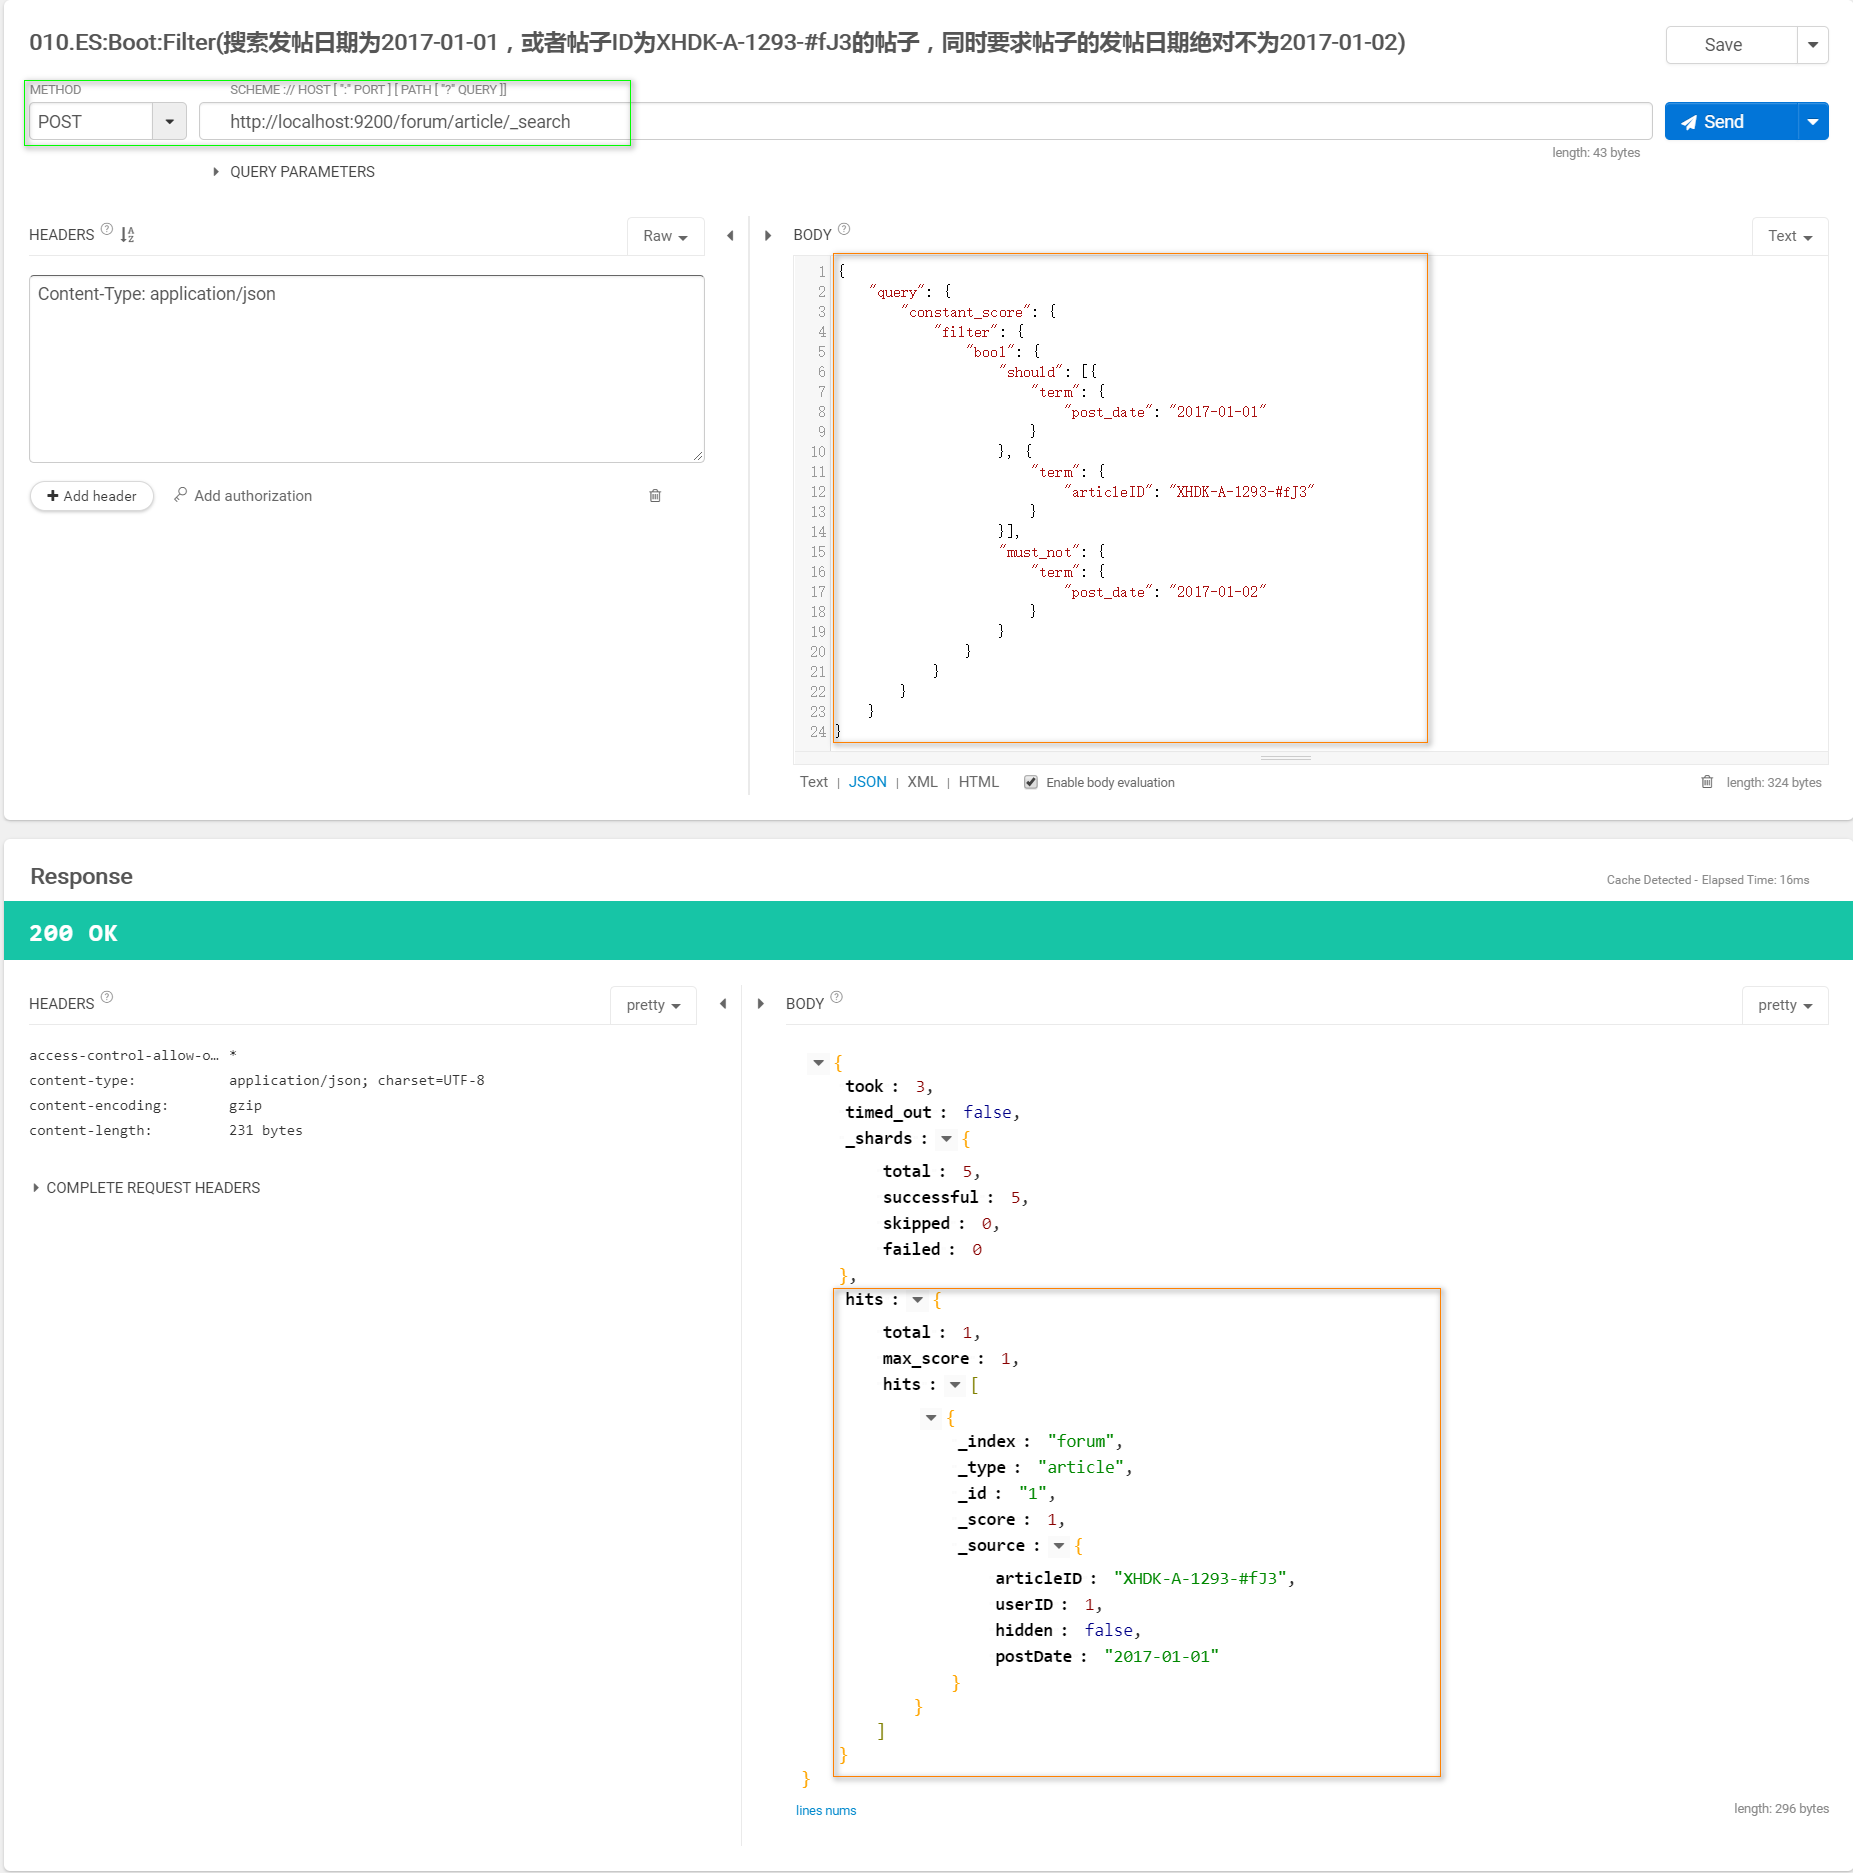 010.ES:Boot:Filter(搜索发帖日期为2017-01-01，或者帖子ID为XHDK-A-1293-#fJ3的帖子，同时要求帖子的发帖日期绝对不为2017-01-02)
Save
METHOD
SCHEME :// HOST [ ":" PORT ] [ PATH [ "?" QUERY ]]
POST
http://localhost:9200/forum/article/_search
Send
length: 43 bytes
QUERY PARAMETERS
HEADERS ?
Raw
Content-Type: application/json
+ Add header
Add authorization
BODY ?
Text
1 {
2 "query": {
3 "constant_score": {
4 "filter": {
5 "bool": {
6 "should": [{
7 "term": {
8 "post_date": "2017-01-01"
9 }
10 }, {
11 "term": {
12 "articleID": "XHDK-A-1293-#fJ3"
13 }
14 }],
15 "must_not": {
16 "term": {
17 "post_date": "2017-01-02"
18 }
19 }
20 }
21 }
22 }
23 }
24 }
Text | JSON | XML | HTML Enable body evaluation
length: 324 bytes
Response
Cache Detected - Elapsed Time: 16ms
200 OK
HEADERS ?
pretty
access-control-allow-o… *
content-type: application/json; charset=UTF-8
content-encoding: gzip
content-length: 231 bytes
COMPLETE REQUEST HEADERS
BODY ?
pretty
{
took : 3,
timed_out : false,
_shards : {
total : 5,
successful : 5,
skipped : 0,
failed : 0
},
hits : {
total : 1,
max_score : 1,
hits : [
{
_index : "forum",
_type : "article",
_id : "1",
_score : 1,
_source : {
articleID : "XHDK-A-1293-#fJ3",
userID : 1,
hidden : false,
postDate : "2017-01-01"
}
}
]
}
}
lines nums
length: 296 bytes